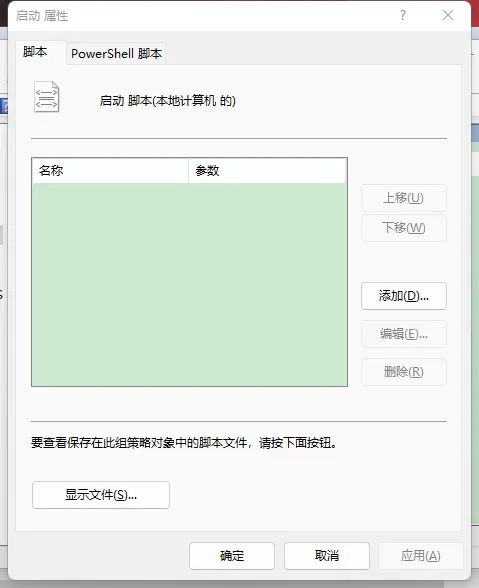 启动 属性
脚本
PowerShell 脚本
启动 脚本(本地计算机 的)
名称
参数
上移(U)
下移(W)
添加(D)...
编辑(E)...
删除(R)
要查看保存在此组策略对象中的脚本文件，请按下面按钮。
显示文件(S)...
确定
取消
应用(A)